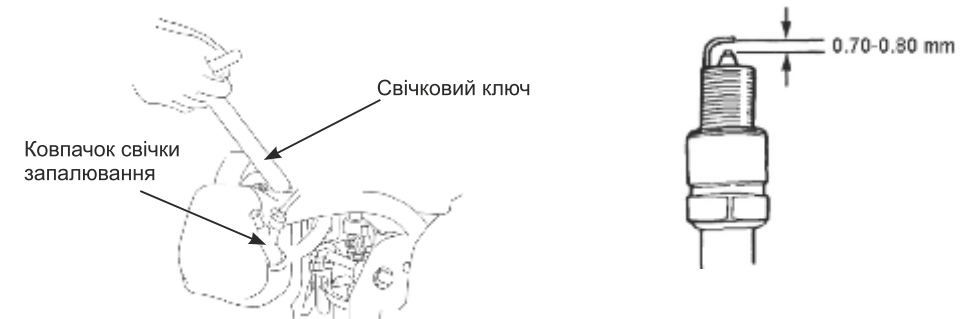 Свічковий ключ
Ковпачок свічки
запалювання
0.70-0.80 mm